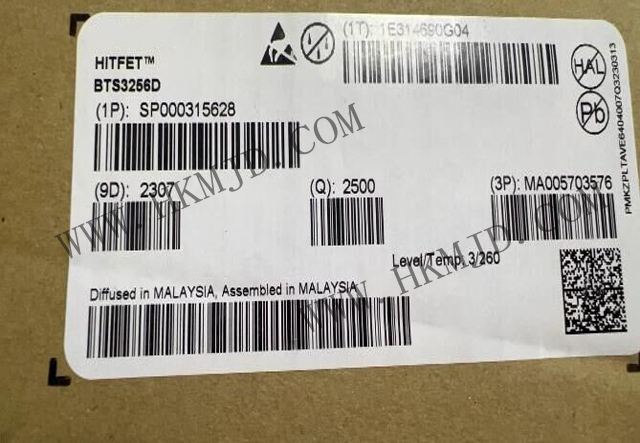 HITFET™
BTS3256D
(1T): 1E314690G04
(1P): SP000315628
HAL
Pb
(9D): 2307
(Q): 2500
(3P): MA005703576
Level/Temp. 3/260
Diffused in MALAYSIA, Assembled in MALAYSIA
PMKZPLTAVE6404007Q3230313
WWW.HKMJD.COM
WWW.HKMJD.COM